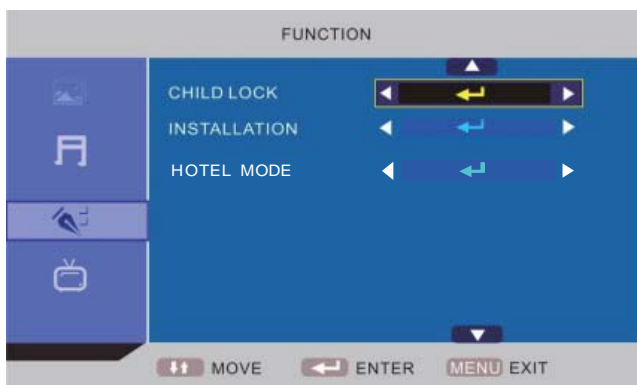 FUNCTION
CHILD LOCK
INSTALLATION
HOTEL MODE
MOVE ENTER MENU EXIT